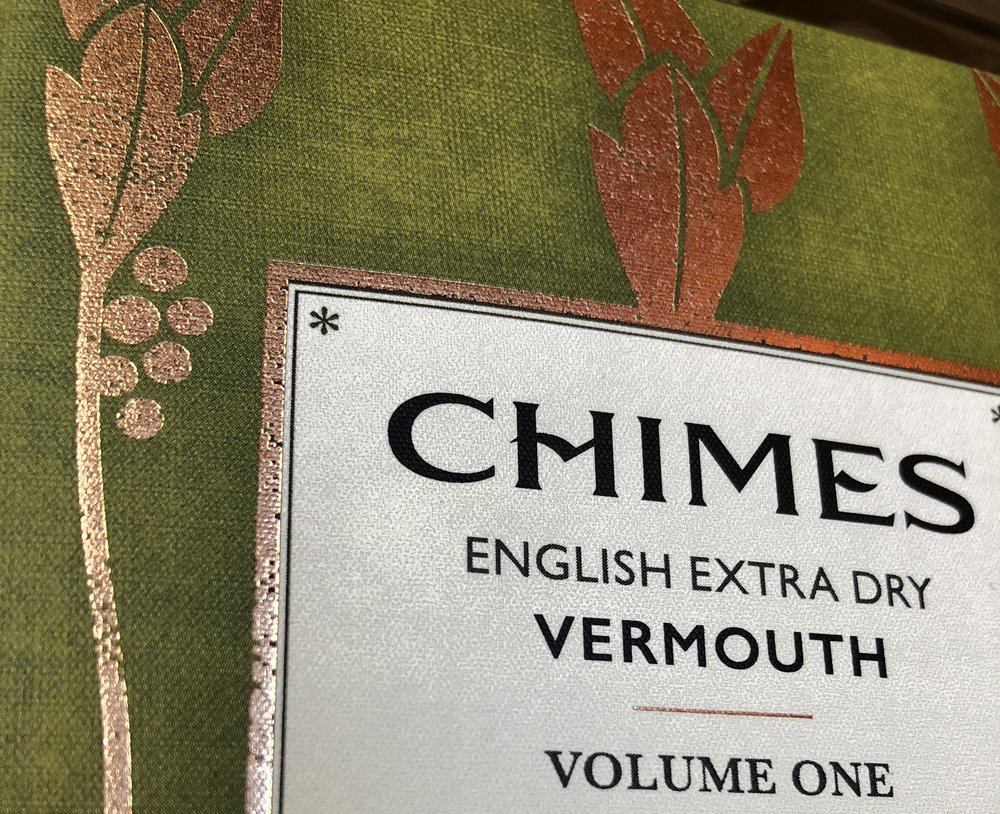 CHIMES
ENGLISH EXTRA DRY
VERMOUTH
VOLUME ONE